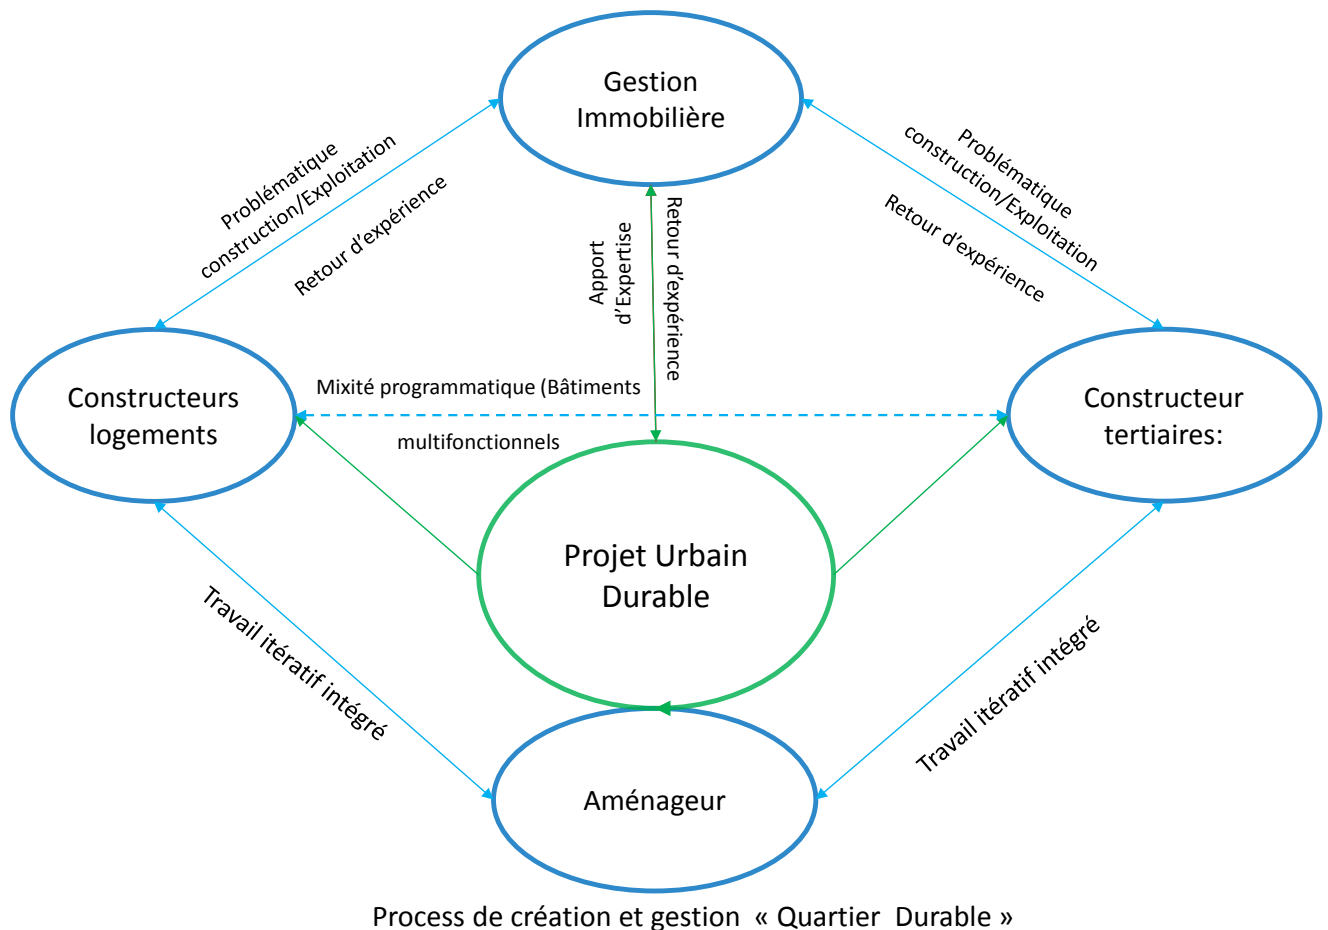 Gestion
Immobilière
Problématique
construction/Exploitation
Retour d’expérience
Apport
d’Expertise
Retour d’expérience
Problématique
construction/Exploitation
Retour d’expérience
Constructeurs
logements
Mixité programmatique (Bâtiments
multifonctionnels
Constructeur
tertiaires:
Projet Urbain
Durable
Travail itératif intégré
Travail itératif intégré
Aménageur
Process de création et gestion « Quartier Durable »